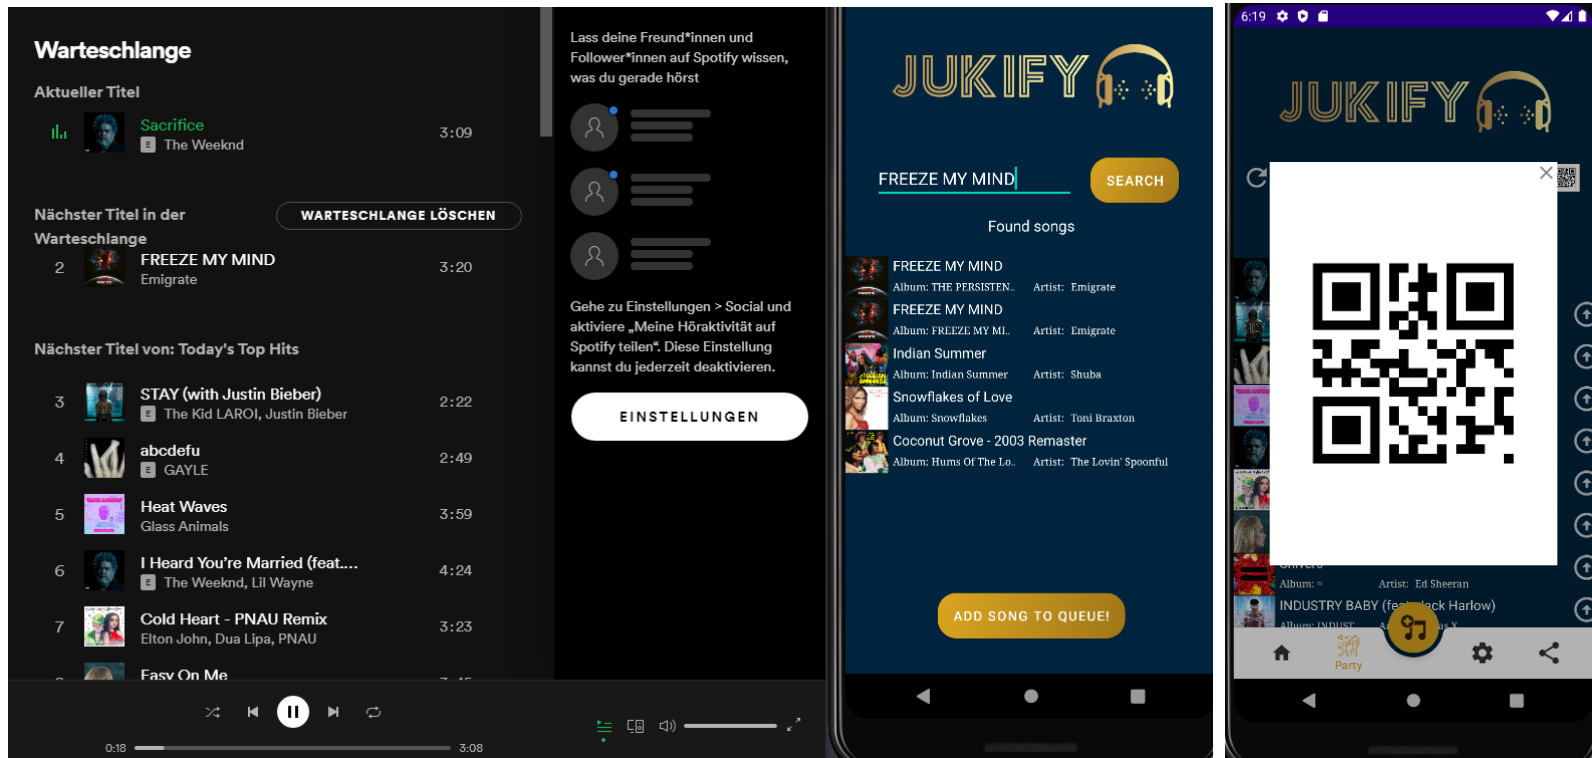 Warteschlange
Aktueller Titel
Sacrifice
E The Weeknd
3:09
Nächster Titel in der
Warteschlange
WARTESCHLANGE LÖSCHEN
2
FREEZE MY MIND
Emigrate
3:20
Nächster Titel von: Today's Top Hits
3
STAY (with Justin Bieber)
E The Kid LAROI, Justin Bieber
2:22
4
abcdefu
E GAYLE
2:49
5
Heat Waves
Glass Animals
3:59
6
I Heard You're Married (feat....
E The Weeknd, Lil Wayne
4:24
7
Cold Heart - PNAU Remix
Elton John, Dua Lipa, PNAU
3:23
Easy On Me
0:18
3:08
Lass deine Freund*innen und
Follower*innen auf Spotify wissen,
was du gerade hörst
Gehe zu Einstellungen > Social und
aktiviere „Meine Höraktivität auf
Spotify teilen“. Diese Einstellung
kannst du jederzeit deaktivieren.
EINSTELLUNGEN
JUKIFY
FREEZE MY MIND
SEARCH
Found songs
FREEZE MY MIND
Album: THE PERSISTEN.. Artist: Emigrate
FREEZE MY MIND
Album: FREEZE MY MI.. Artist: Emigrate
Indian Summer
Album: Indian Summer Artist: Shuba
Snowflakes of Love
Album: Snowflakes Artist: Toni Braxton
Coconut Grove - 2003 Remaster
Album: Hums Of The Lo.. Artist: The Lovin' Spoonful
ADD SONG TO QUEUE!
6:19
JUKIFY
Album: = Artist: Ed Sheeran
INDUSTRY BABY (feat. Jack Harlow)
Album: INDUST
Party